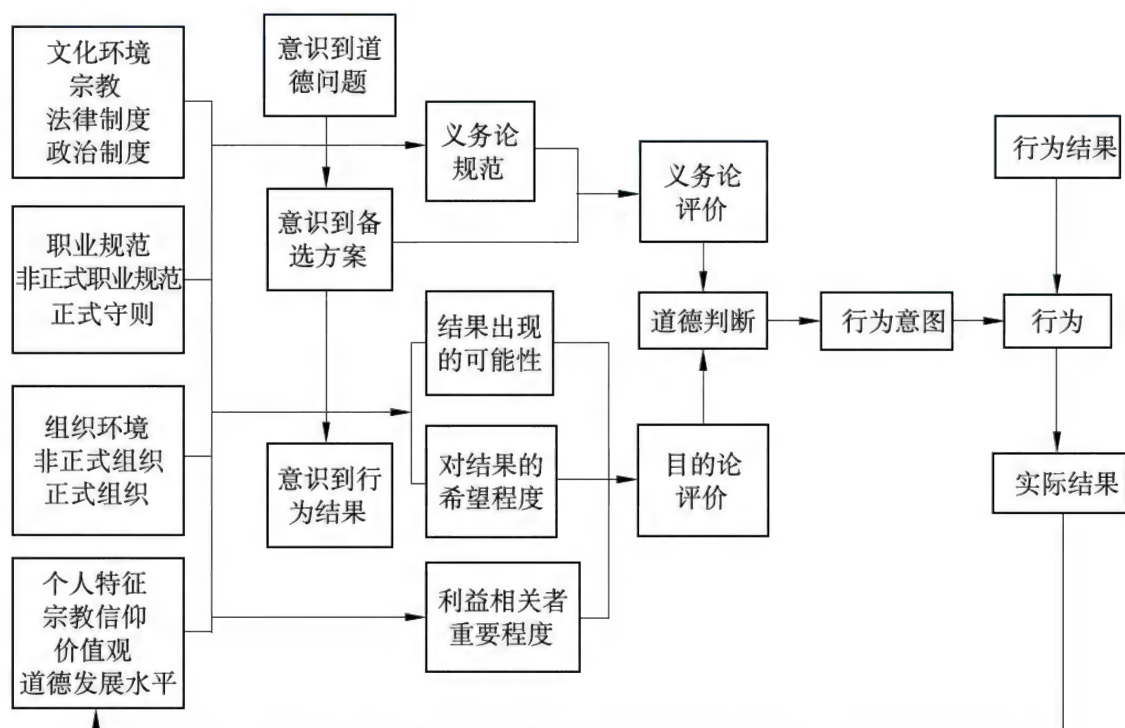 文化环境
宗教
法律制度
政治制度
职业规范
非正式职业规范
正式守则
组织环境
非正式组织
正式组织
个人特征
宗教信仰
价值观
道德发展水平
意识到道
德问题
意识到备
选方案
意识到行
为结果
义务论
规范
结果出现
的可能性
对结果的
希望程度
利益相关者
重要程度
义务论
评价
道德判断
目的论
评价
行为意图
行为结果
行为
实际结果